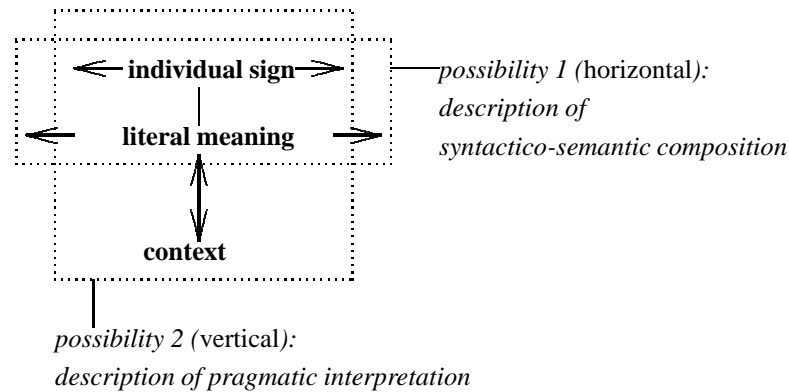 individual sign
possibility 1 (horizontal):
description of
literal meaning
syntactico-semantic composition
context
possibility 2 (vertical):
description of pragmatic interpretation